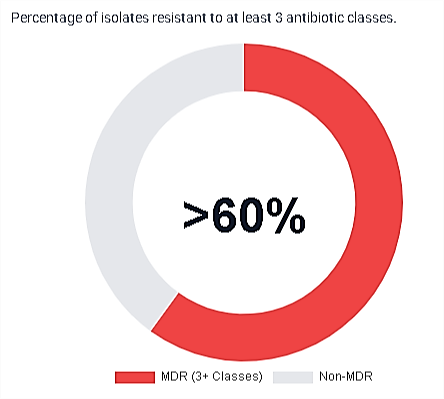 Percentage of isolates resistant to at least 3 antibiotic classes.
>60%
MDR (3+ Classes) Non-MDR